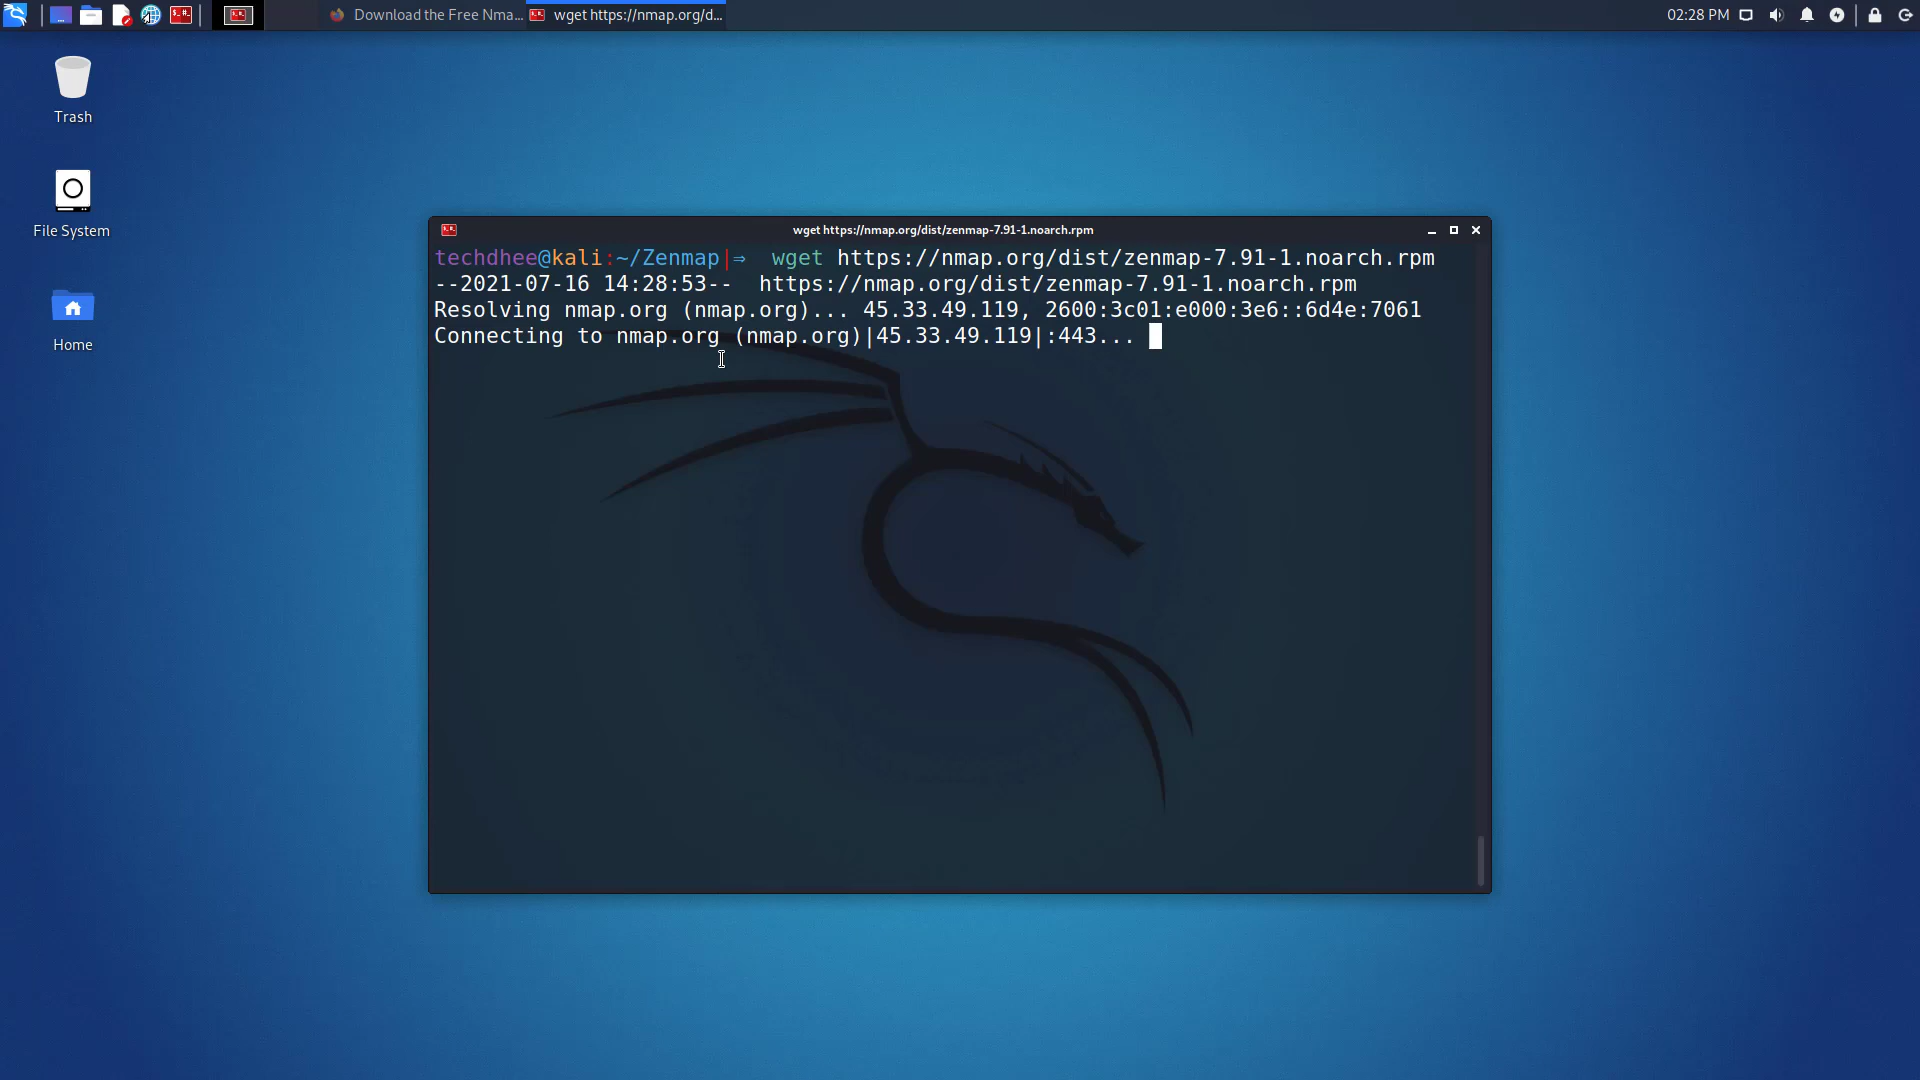 Download the Free Nma...
wget https://nmap.org/d...
02:28 PM
Trash
File System
Home
wget https://nmap.org/dist/zenmap-7.91-1.noarch.rpm
techdhee@kali:~/Zenmap|⇒  wget https://nmap.org/dist/zenmap-7.91-1.noarch.rpm
--2021-07-16 14:28:53--  https://nmap.org/dist/zenmap-7.91-1.noarch.rpm
Resolving nmap.org (nmap.org)... 45.33.49.119, 2600:3c01:e000:3e6::6d4e:7061
Connecting to nmap.org (nmap.org)|45.33.49.119|:443...